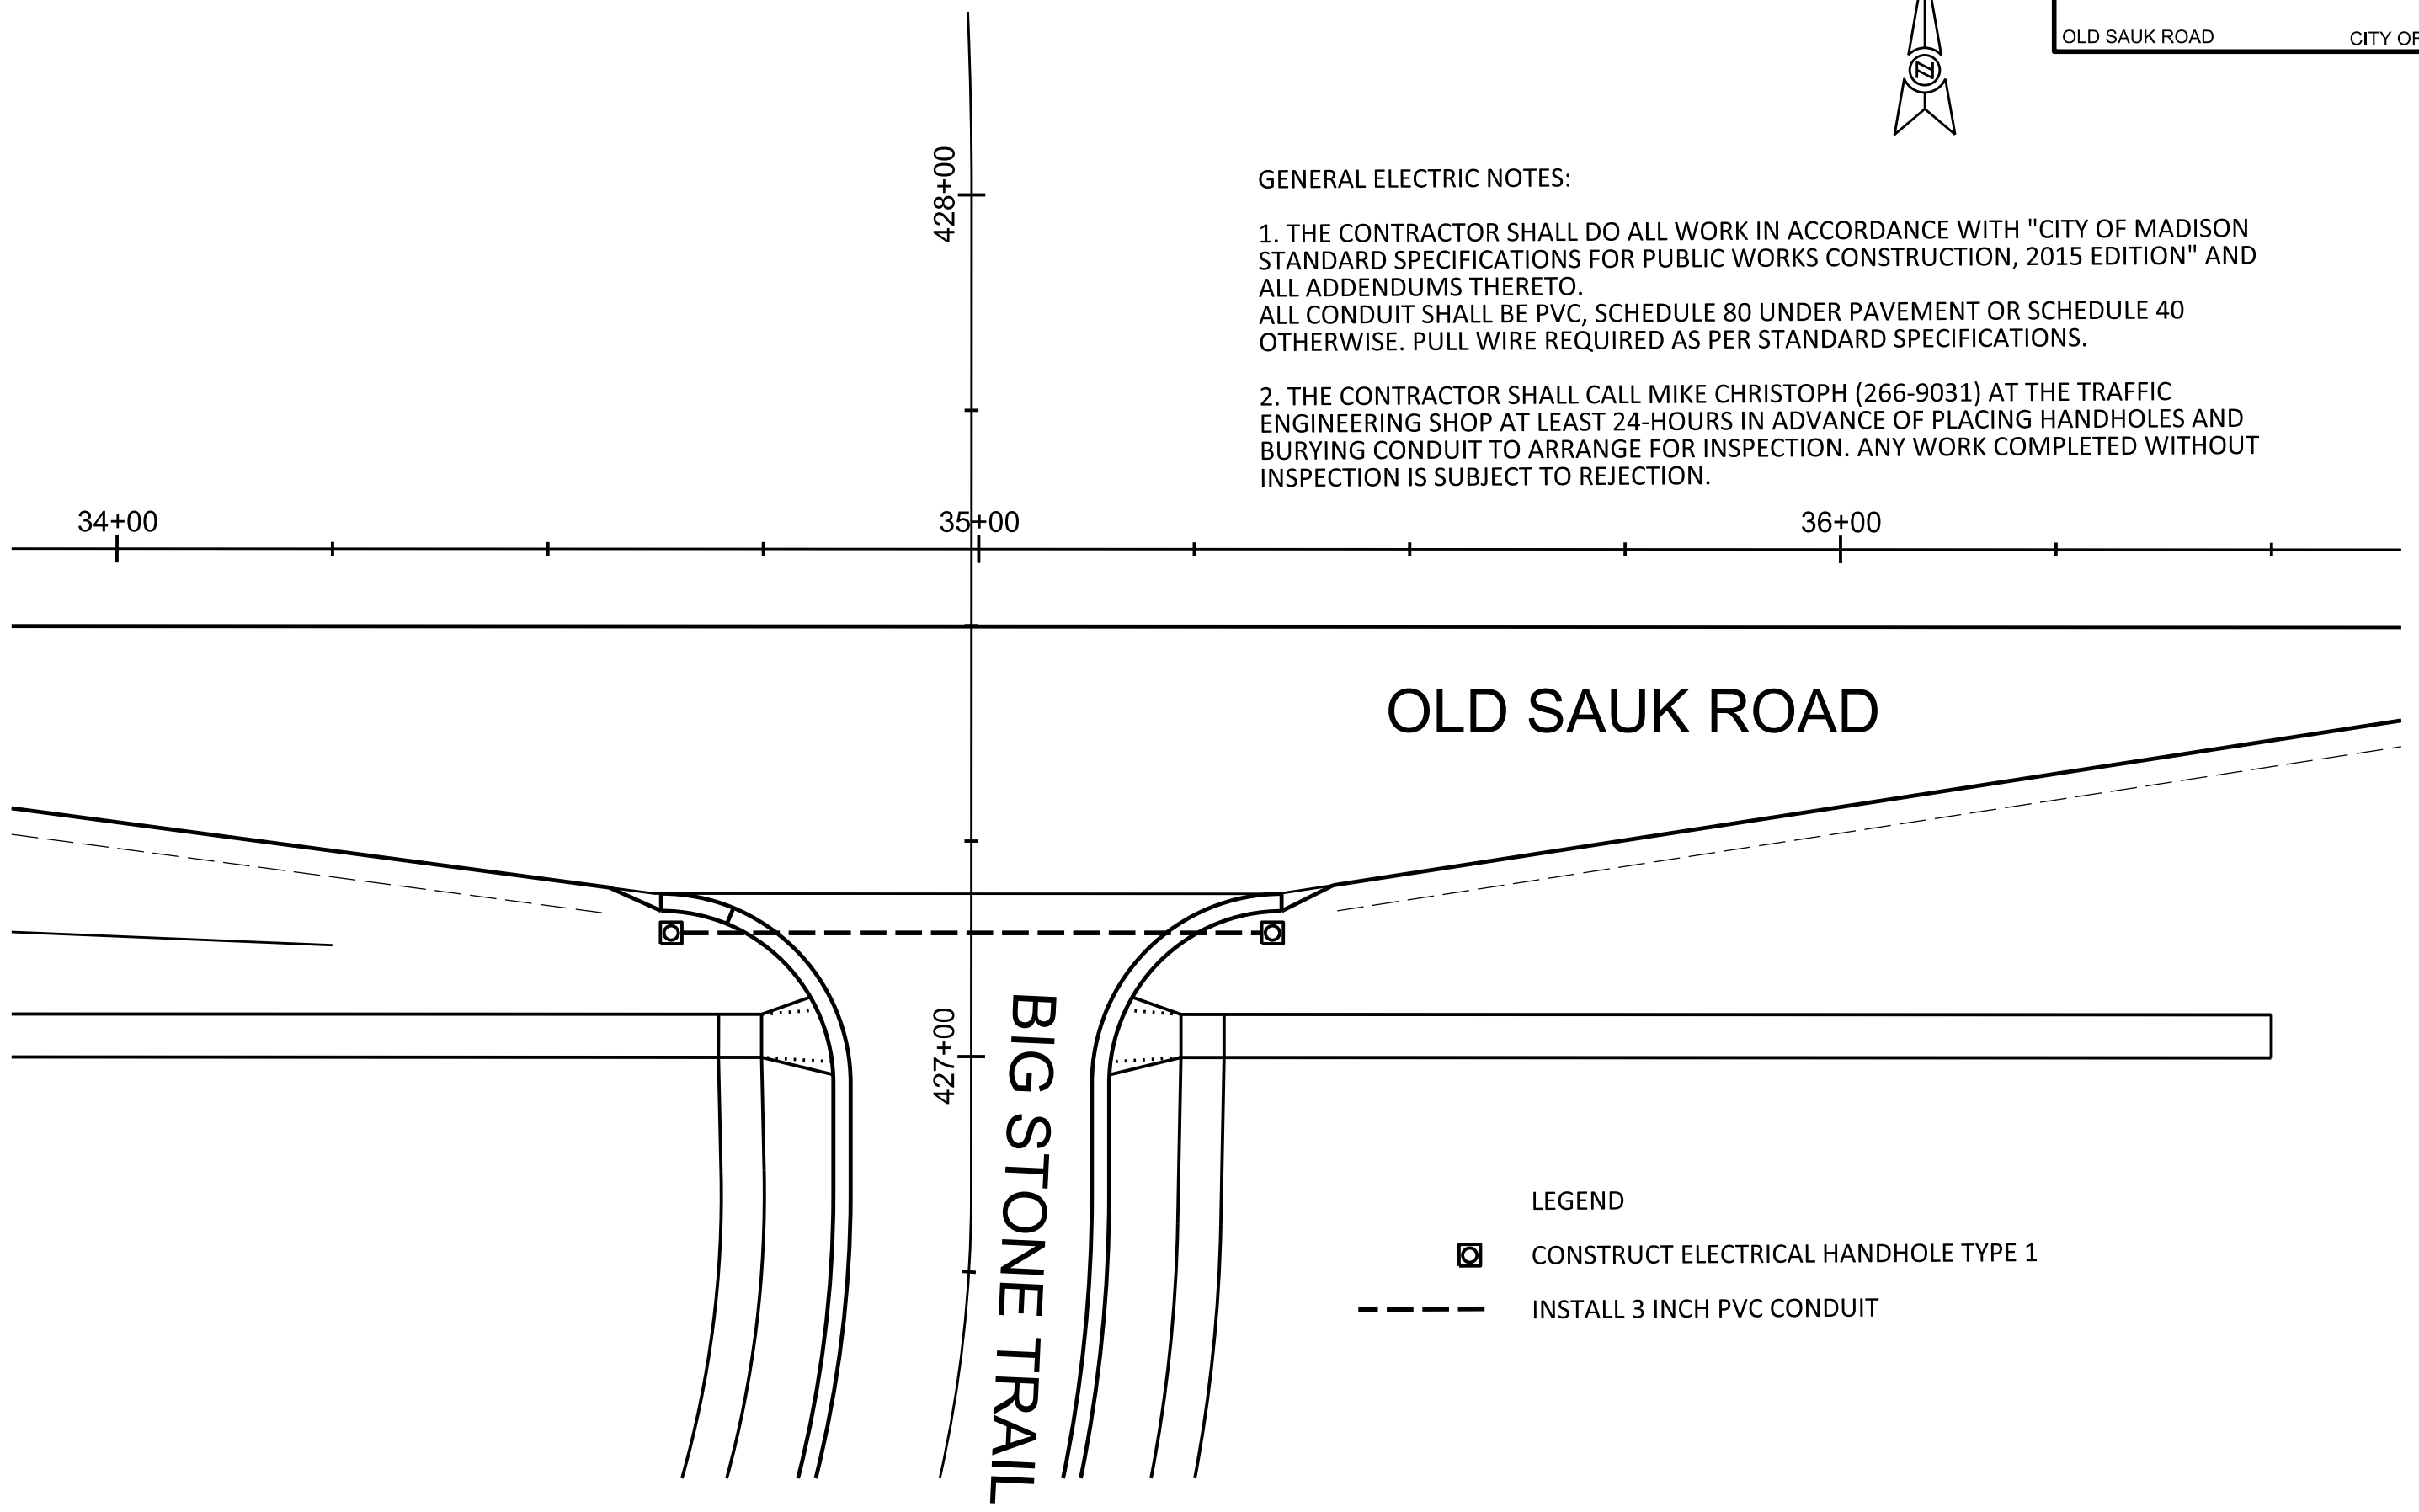 OLD SAUK ROAD
CITY OF
428+00
GENERAL ELECTRIC NOTES:
1. THE CONTRACTOR SHALL DO ALL WORK IN ACCORDANCE WITH "CITY OF MADISON
STANDARD SPECIFICATIONS FOR PUBLIC WORKS CONSTRUCTION, 2015 EDITION" AND
ALL ADDENDUMS THERETO.
ALL CONDUIT SHALL BE PVC, SCHEDULE 80 UNDER PAVEMENT OR SCHEDULE 40
OTHERWISE. PULL WIRE REQUIRED AS PER STANDARD SPECIFICATIONS.
2. THE CONTRACTOR SHALL CALL MIKE CHRISTOPH (266-9031) AT THE TRAFFIC
ENGINEERING SHOP AT LEAST 24-HOURS IN ADVANCE OF PLACING HANDHOLES AND
BURYING CONDUIT TO ARRANGE FOR INSPECTION. ANY WORK COMPLETED WITHOUT
INSPECTION IS SUBJECT TO REJECTION.
34+00
35+00
36+00
OLD SAUK ROAD
427+00
BIG STONE TRAIL
LEGEND
CONSTRUCT ELECTRICAL HANDHOLE TYPE 1
INSTALL 3 INCH PVC CONDUIT